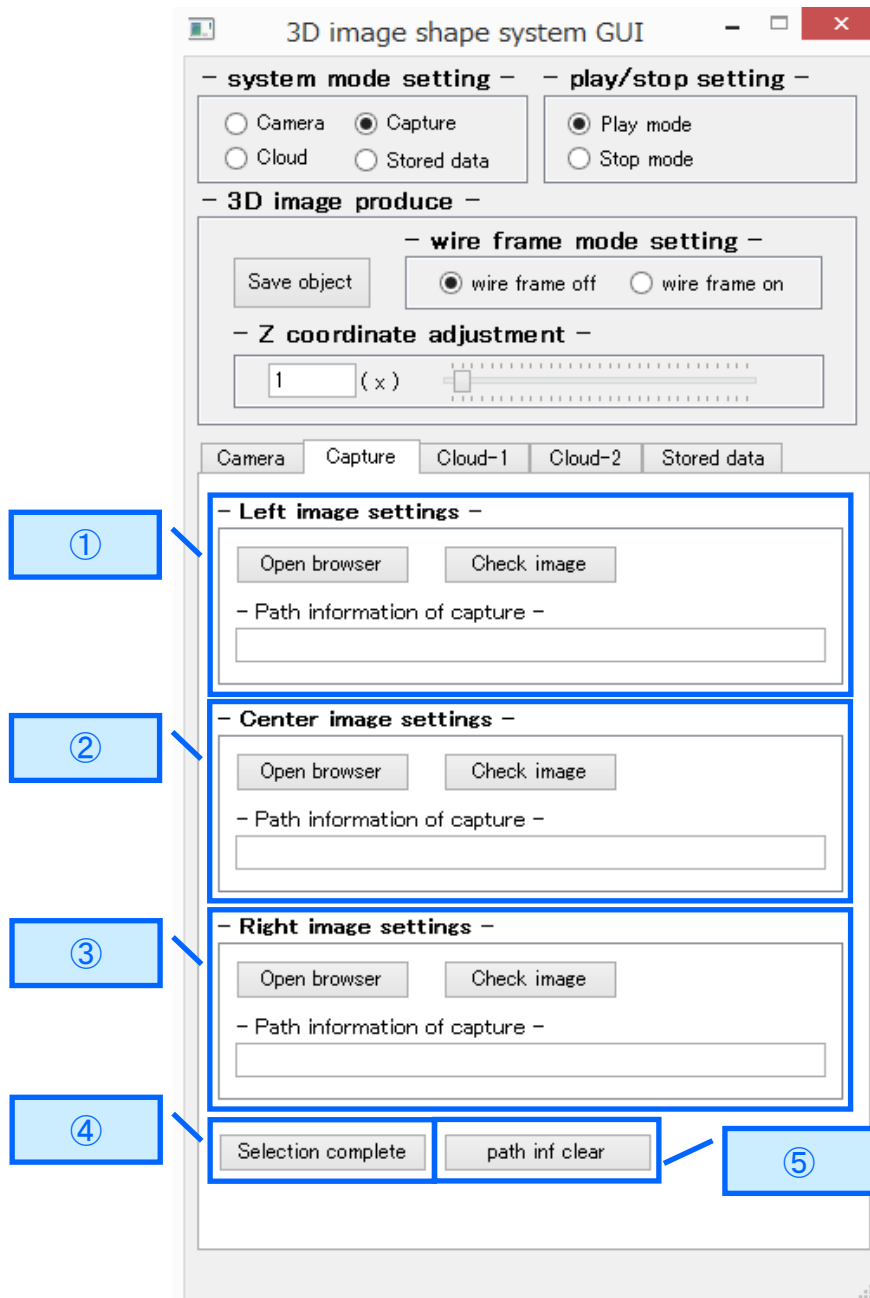 3D image shape system GUI
- system mode setting - - play/stop setting -
Camera Capture Play mode
Cloud Stored data Stop mode
- 3D image produce -
- wire frame mode setting -
Save object wire frame off wire frame on
- Z coordinate adjustment -
1 (x)
Camera Capture Cloud-1 Cloud-2 Stored data
- Left image settings -
①
Open browser Check image
- Path information of capture -
- Center image settings -
②
Open browser Check image
- Path information of capture -
- Right image settings -
③
Open browser Check image
- Path information of capture -
④
Selection complete path inf clear
⑤